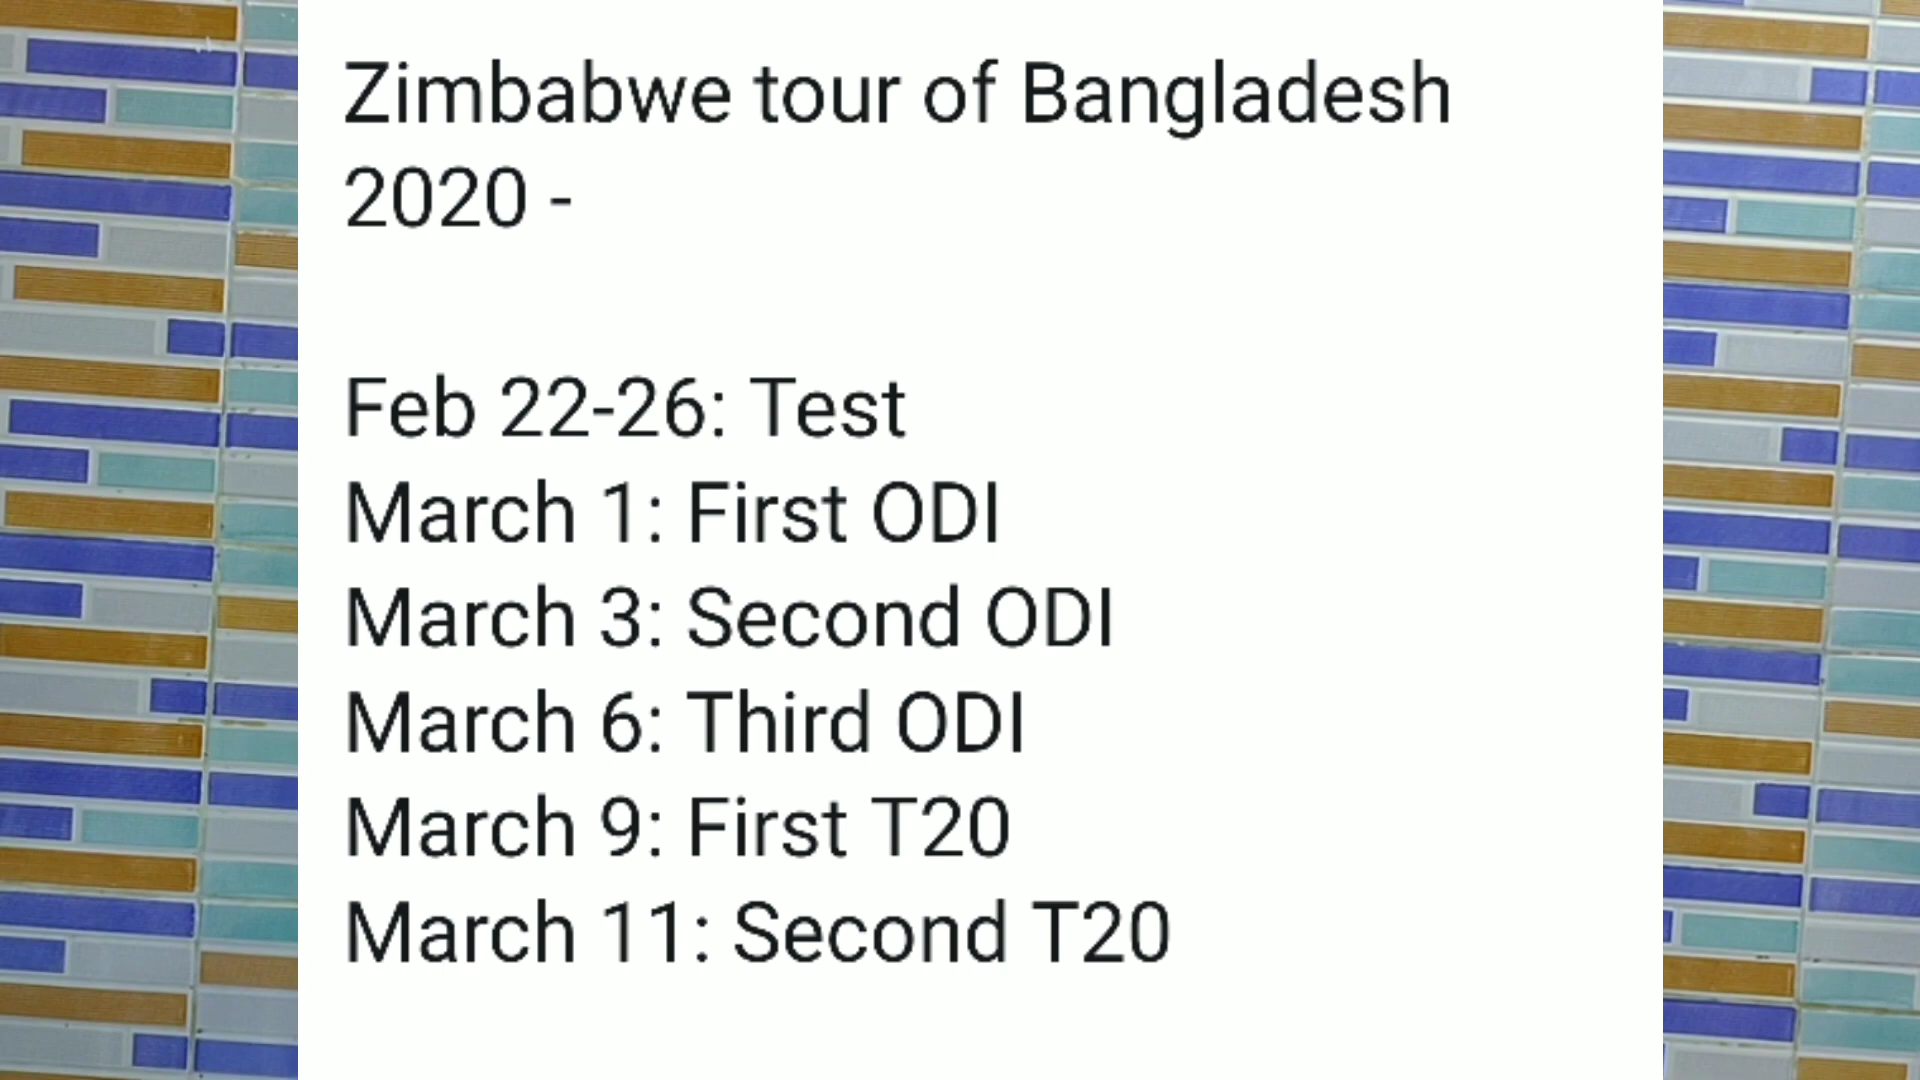 Zimbabwe tour of Bangladesh
2020 -
Feb 22-26: Test
March 1: First ODI
March 3: Second ODI
March 6: Third ODI
March 9: First T20
March 11: Second T20